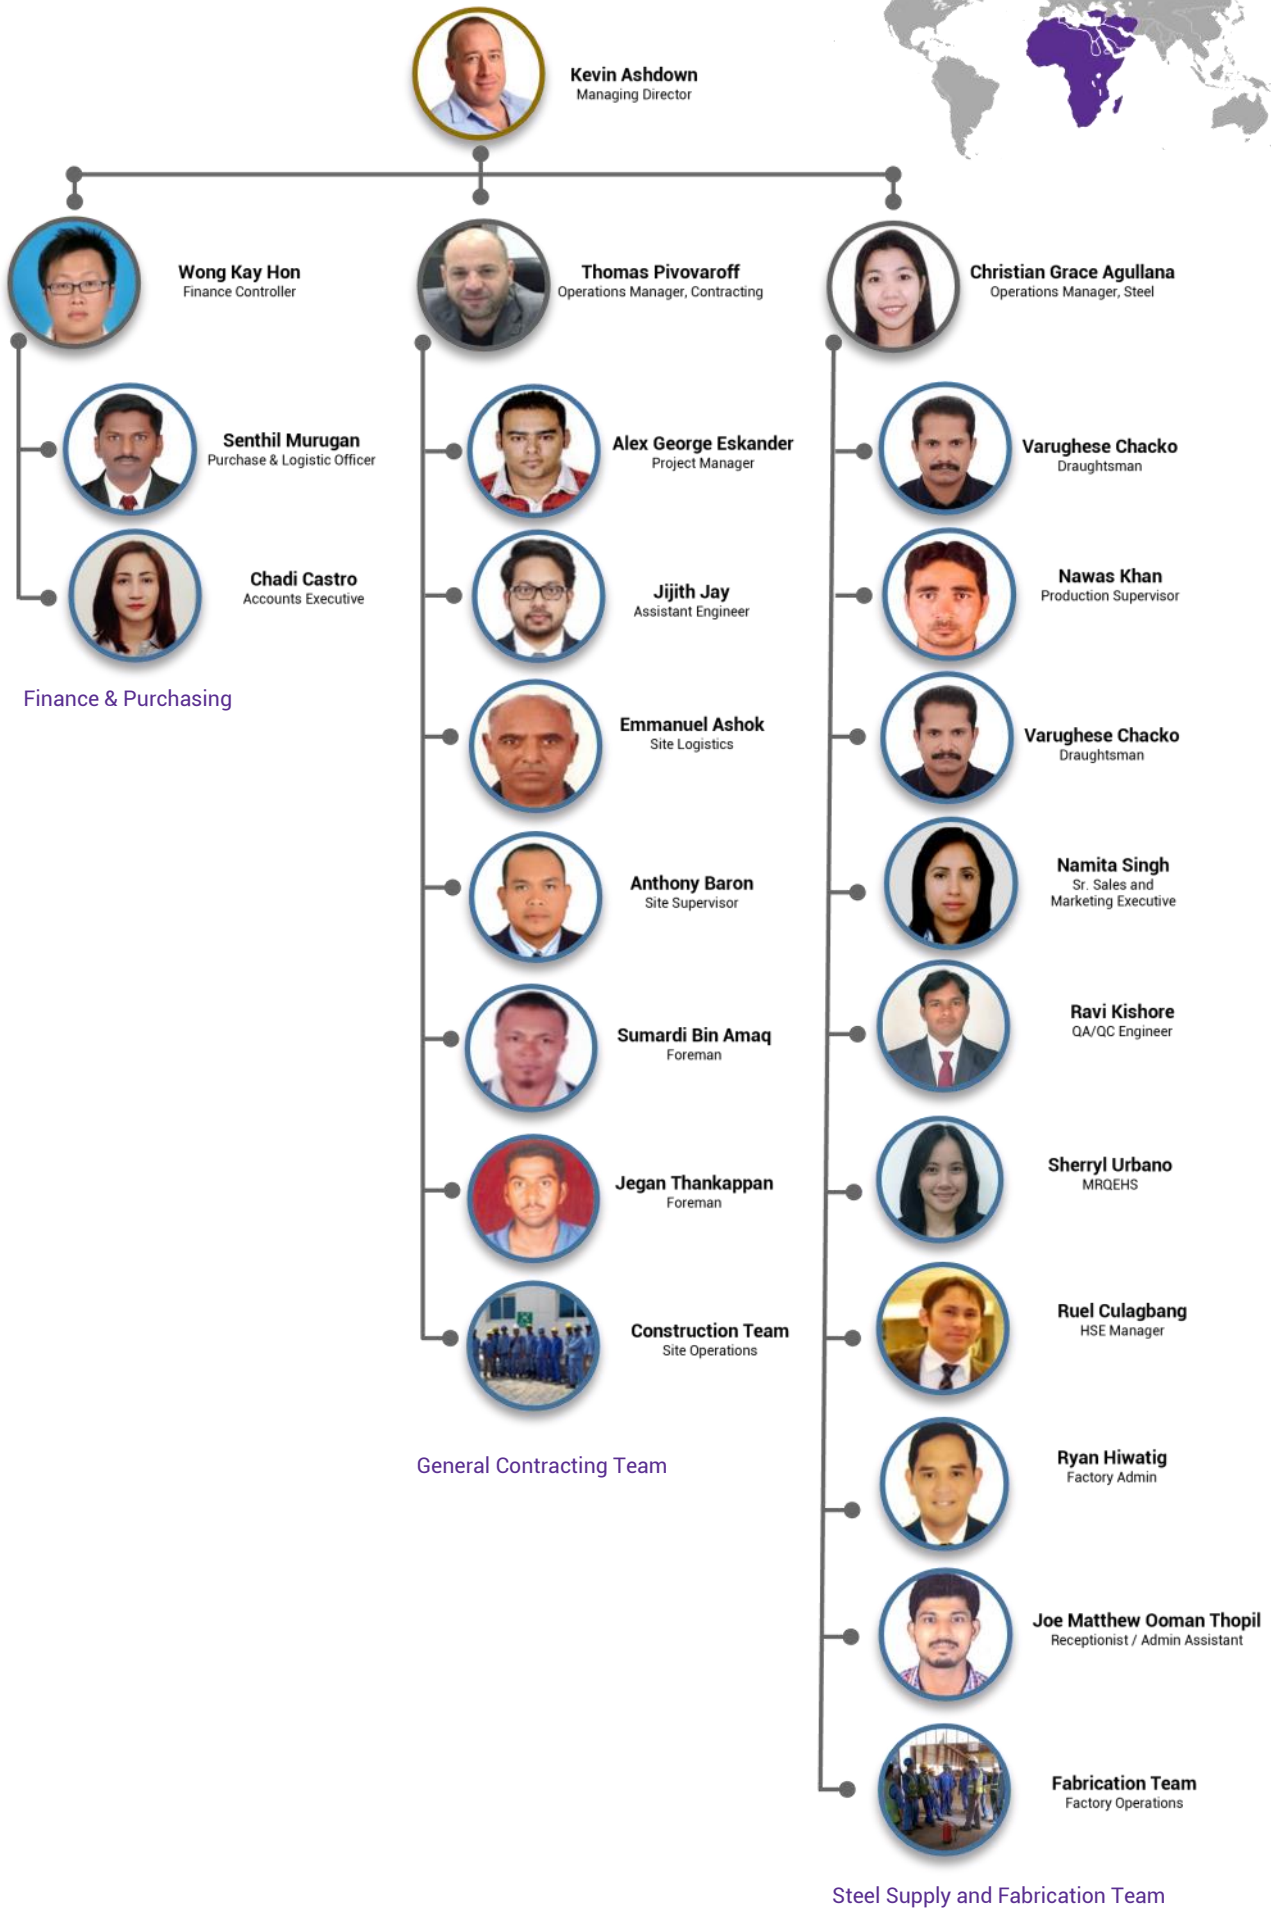 Kevin Ashdown
Managing Director
Wong Kay Hon
Finance Controller
Senthil Murugan
Purchase & Logistic Officer
Chadi Castro
Accounts Executive
Finance & Purchasing
Thomas Pivovaroff
Operations Manager, Contracting
Alex George Eskander
Project Manager
Jijith Jay
Assistant Engineer
Emmanuel Ashok
Site Logistics
Anthony Baron
Site Supervisor
Sumardi Bin Amaq
Foreman
Jegan Thankappan
Foreman
Construction Team
Site Operations
General Contracting Team
Christian Grace Agullana
Operations Manager, Steel
Varughese Chacko
Draughtsman
Nawas Khan
Production Supervisor
Varughese Chacko
Draughtsman
Namita Singh
Sr. Sales and
Marketing Executive
Ravi Kishore
QA/QC Engineer
Sherryl Urbano
MRQEHS
Ruel Culagbang
HSE Manager
Ryan Hiwatig
Factory Admin
Joe Matthew Ooman Thopil
Receptionist / Admin Assistant
Fabrication Team
Factory Operations
Steel Supply and Fabrication Team